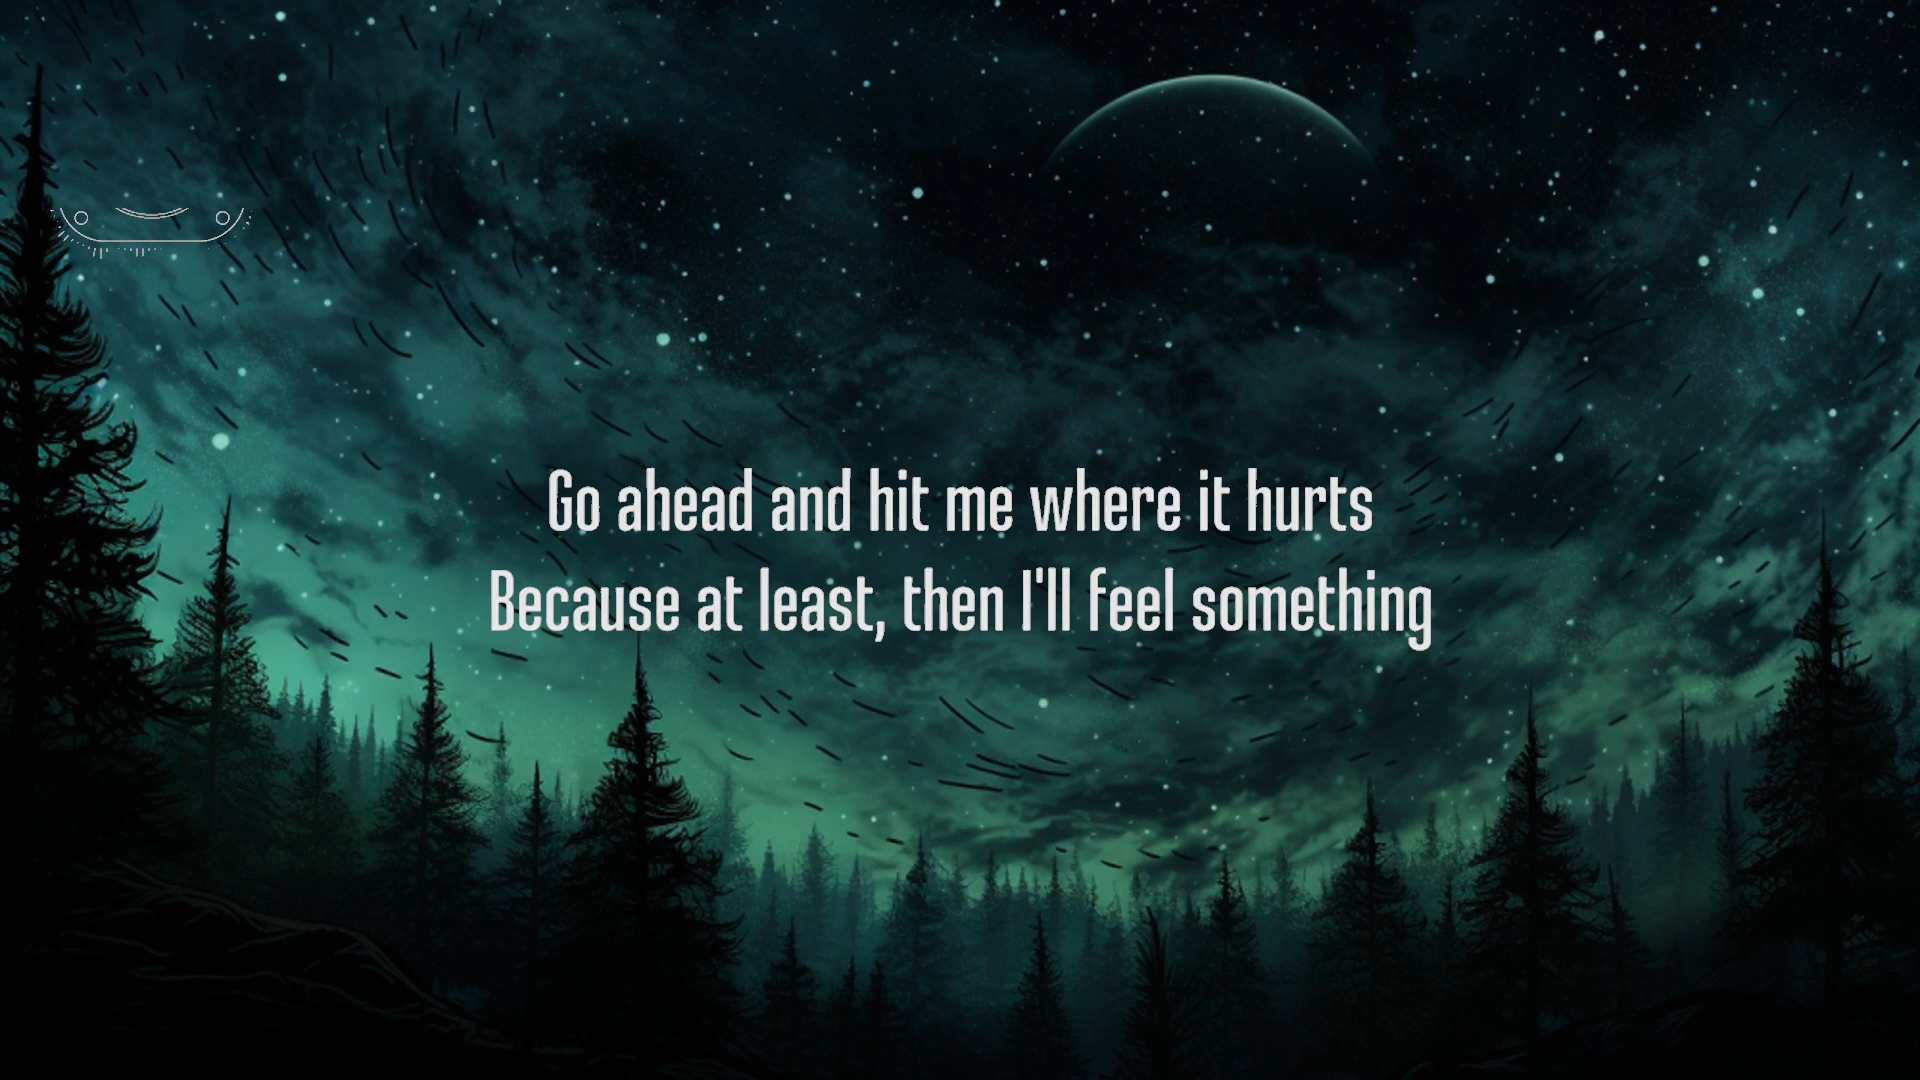 Go ahead and hit me where it hurts
Because at least, then I'll feel something